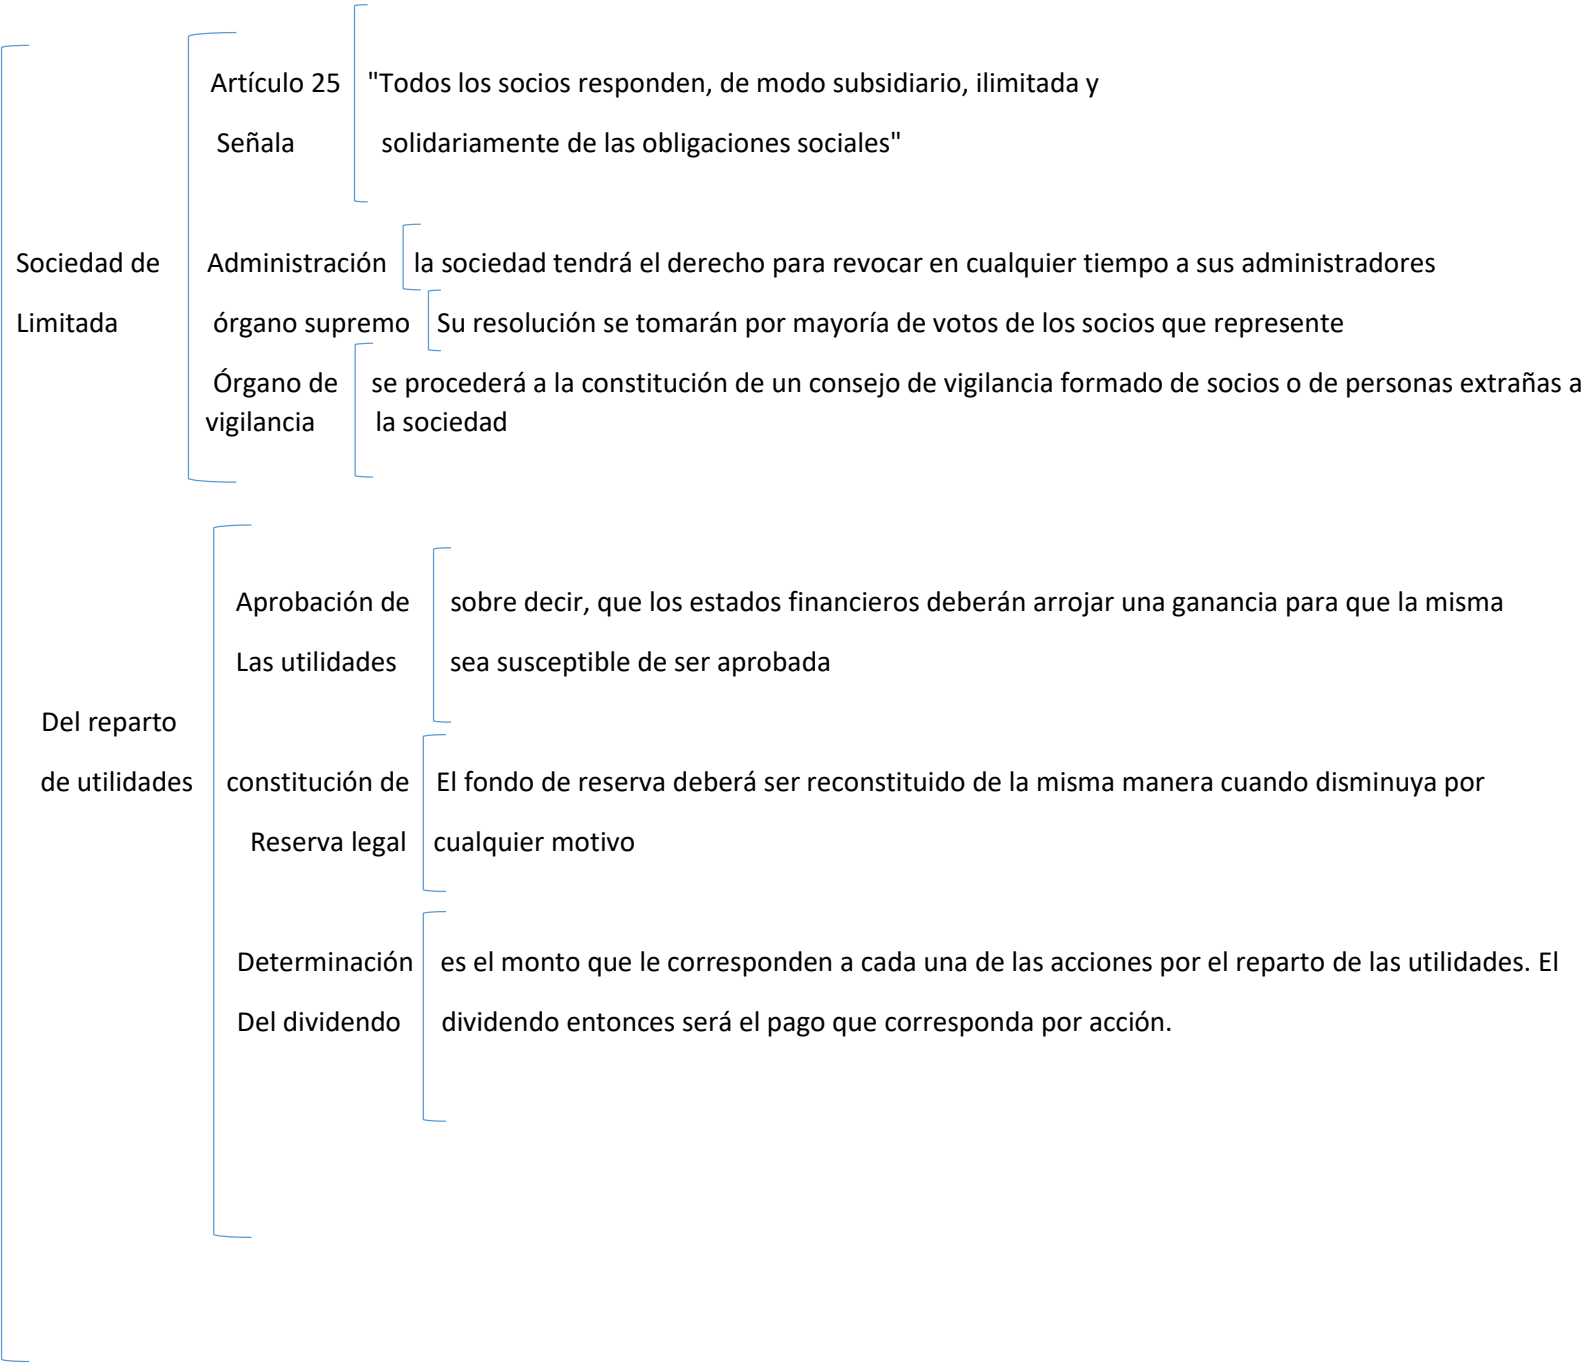 Artículo 25 "Todos los socios responden, de modo subsidiario, ilimitada y
Señala solidariamente de las obligaciones sociales"
Sociedad de Administración la sociedad tendrá el derecho para revocar en cualquier tiempo a sus administradores
Limitada órgano supremo Su resolución se tomarán por mayoría de votos de los socios que represente
Órgano de se procederá a la constitución de un consejo de vigilancia formado de socios o de personas extrañas a
vigilancia la sociedad
Aprobación de sobre decir, que los estados financieros deberán arrojar una ganancia para que la misma
Las utilidades sea susceptible de ser aprobada
Del reparto
de utilidades constitución de El fondo de reserva deberá ser reconstituido de la misma manera cuando disminuya por
Reserva legal cualquier motivo
Determinación es el monto que le corresponden a cada una de las acciones por el reparto de las utilidades. El
Del dividendo dividendo entonces será el pago que corresponda por acción.